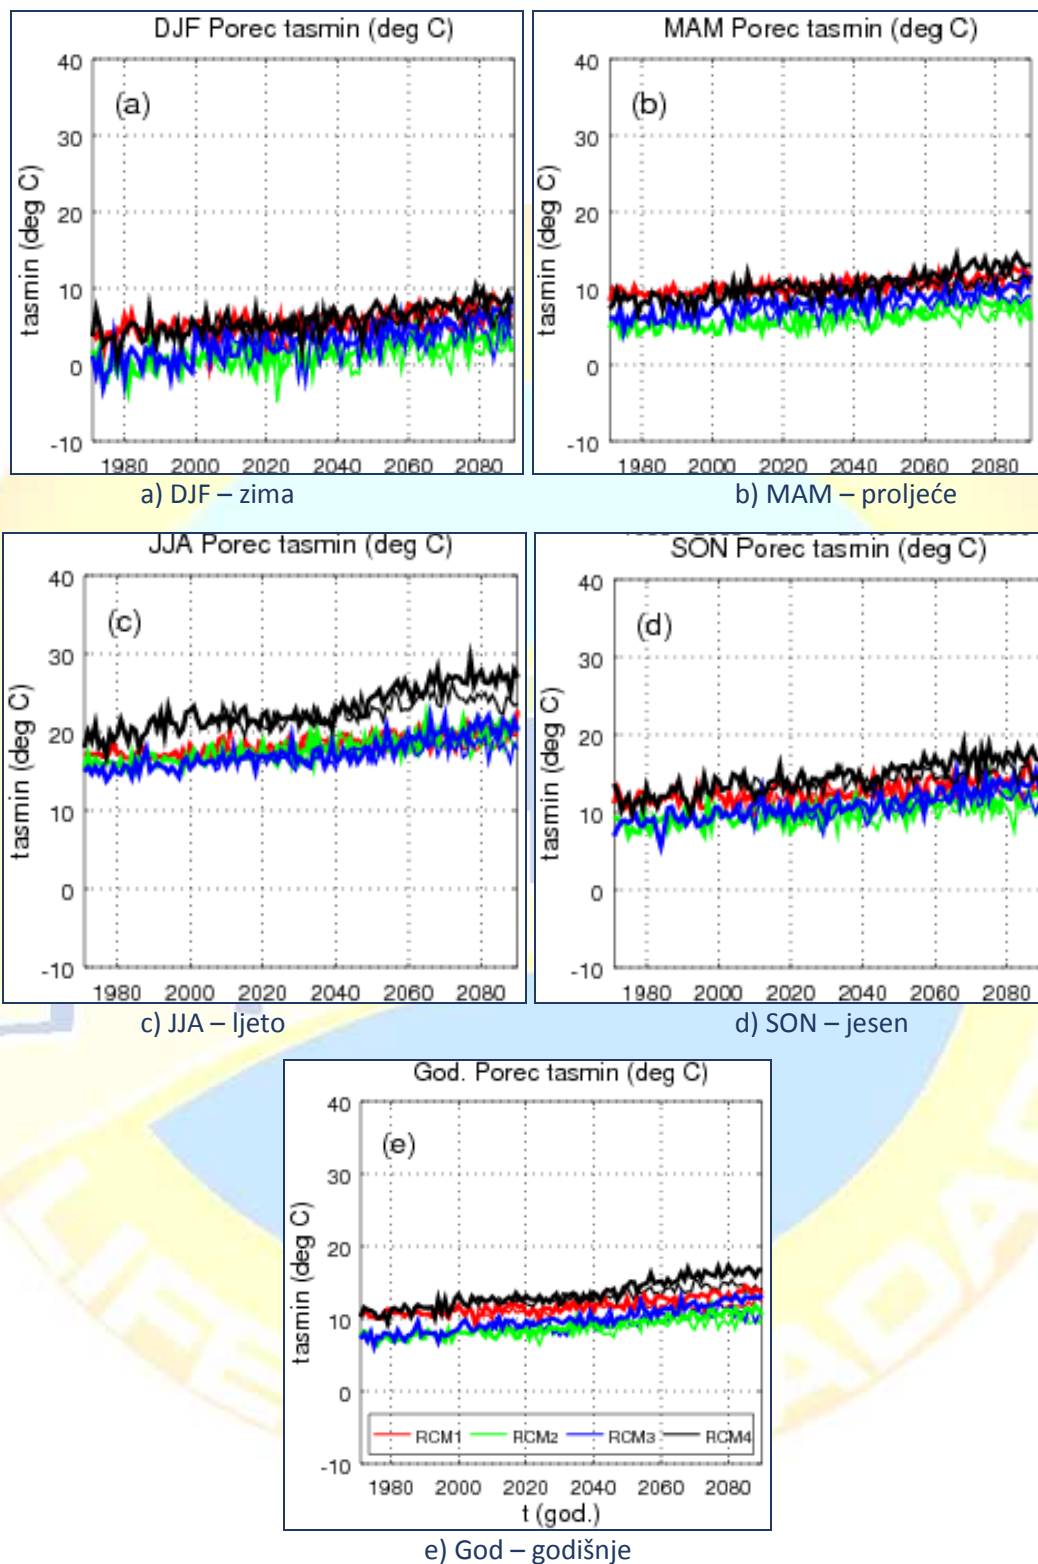 DJF Porec tasmin (deg C)
40
30
20
10
0
-10
tasmin (deg C)
(a)
1980 2000 2020 2040 2060 2080
a) DJF – zima
MAM Porec tasmin (deg C)
40
30
20
10
0
-10
tasmin (deg C)
(b)
1980 2000 2020 2040 2060 2080
b) MAM – proljeće
JJA Porec tasmin (deg C)
40
30
20
10
0
-10
tasmin (deg C)
(c)
1980 2000 2020 2040 2060 2080
c) JJA – ljeto
SON Porec tasmin (deg C)
40
30
20
10
0
-10
tasmin (deg C)
(d)
1980 2000 2020 2040 2060 2080
d) SON – jesen
God. Porec tasmin (deg C)
40
30
20
10
0
-10
tasmin (deg C)
(e)
RCM1 RCM2 RCM3 RCM4
1980 2000 2020 2040 2060 2080
t (god.)
e) God – godišnje
LIFE